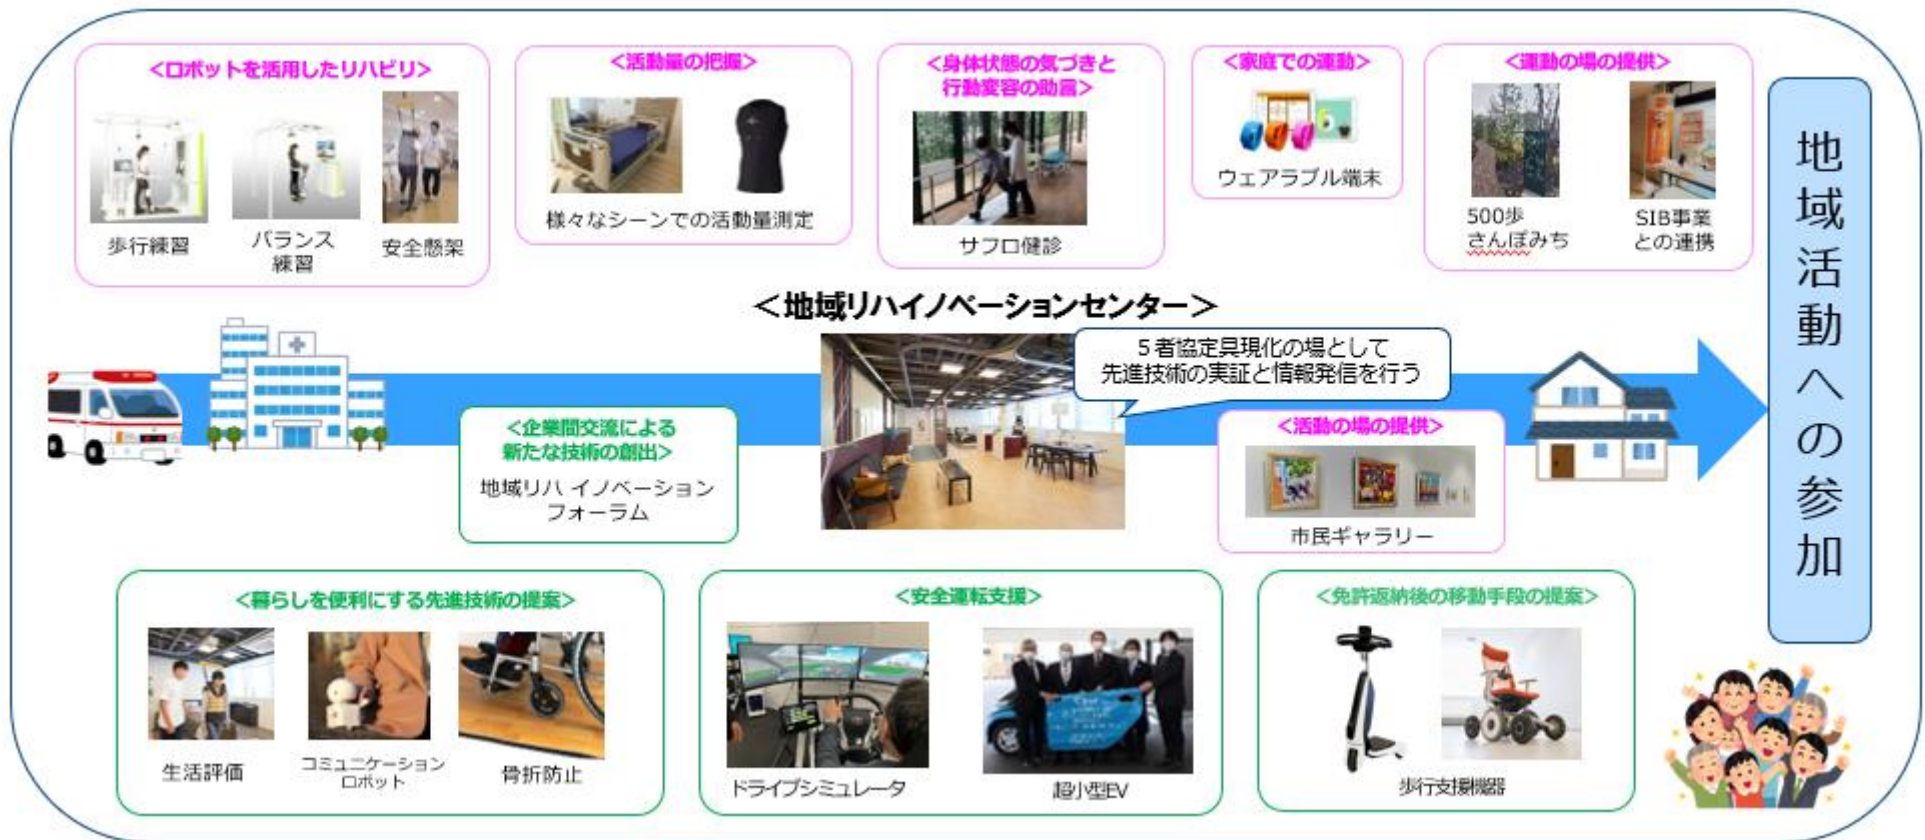 ＜ロボットを活用したリハビリ＞
歩行練習
バランス
練習
安全懸架
＜活動量の把握＞
様々なシーンでの活動量測定
＜身体状態の気づきと
行動変容の助言＞
サフロ健診
＜家庭での運動＞
ウェアラブル端末
＜運動の場の提供＞
500歩
さんぽみち
SIB事業
との連携
＜地域リハイノベーションセンター＞
５者協定具現化の場として
先進技術の実証と情報発信を行う
＜企業間交流による
新たな技術の創出＞
地域リハ イノベーション
フォーラム
＜活動の場の提供＞
市民ギャラリー
＜暮らしを便利にする先進技術の提案＞
生活評価
コミュニケーション
ロボット
骨折防止
＜安全運転支援＞
ドライブシミュレータ
超小型EV
＜免許返納後の移動手段の提案＞
歩行支援機器
地域活動への参加